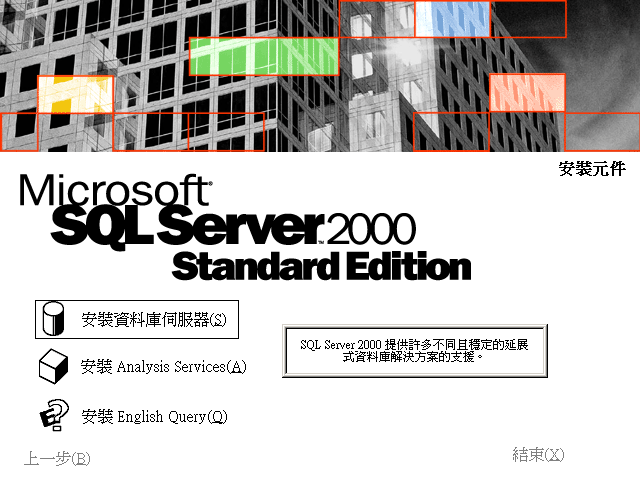 安裝元件
Microsoft®
SQL Server™ 2000
Standard Edition
安裝資料庫伺服器(S)
SQL Server 2000 提供許多不同且穩定的延展
式資料庫解決方案的支援。
安裝 Analysis Services(A)
安裝 English Query(Q)
上一步(B)
結束(X)